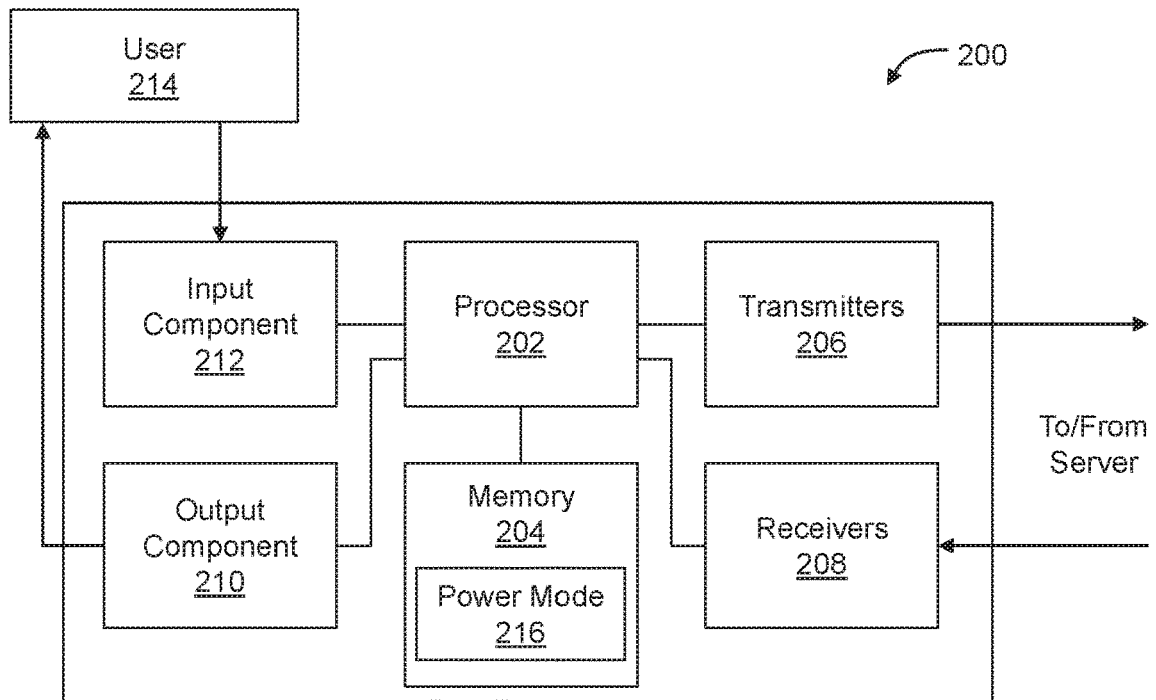 User
214
200
Input
Component
212
Processor
202
Transmitters
206
To/From
Server
Output
Component
210
Memory
204
Power Mode
216
Receivers
208